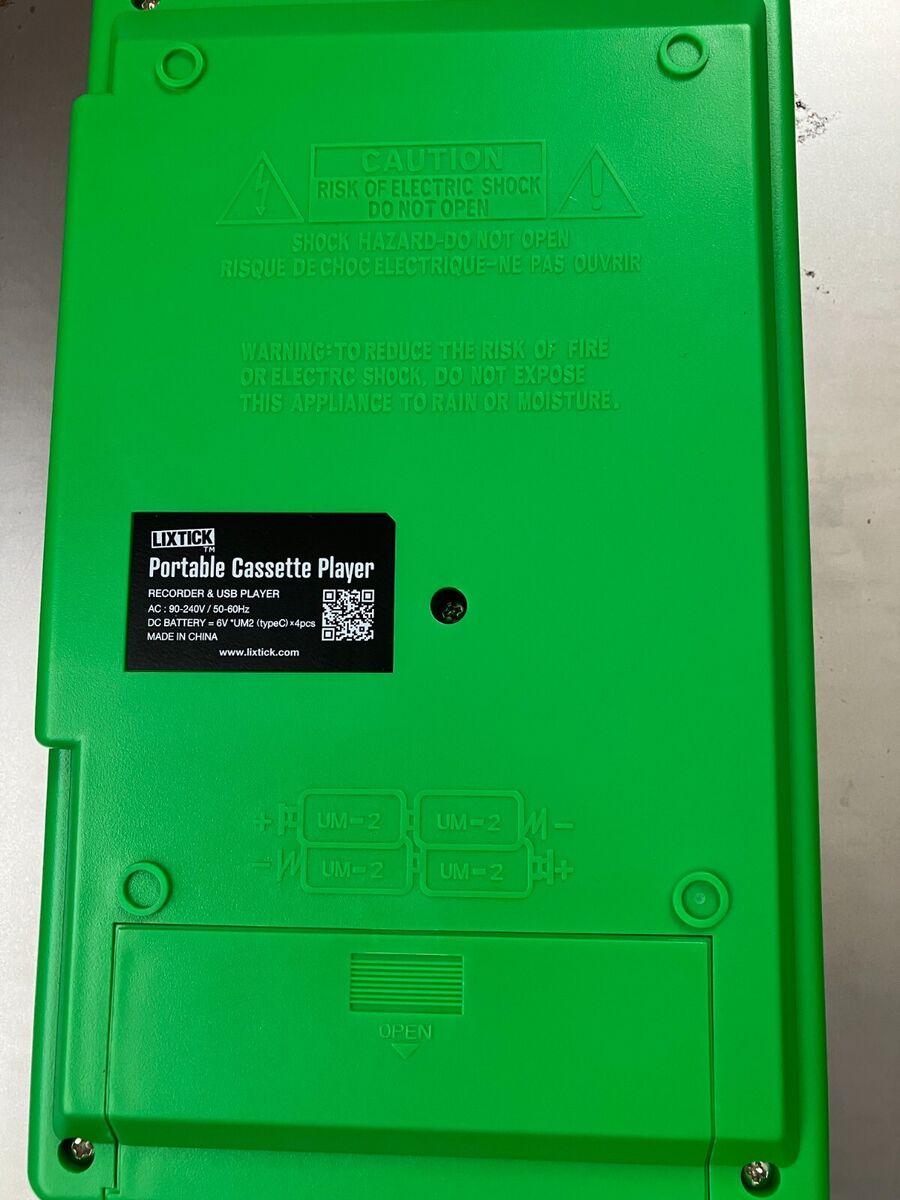 CAUTION
RISK OF ELECTRIC SHOCK
DO NOT OPEN
SHOCK HAZARD-DO NOT OPEN
RISQUE DE CHOC ELECTRIQUE-NE PAS OUVRIR
WARNING:TO REDUCE THE RISK OF FIRE
OR ELECTRC SHOCK, DO NOT EXPOSE
THIS APPLIANCE TO RAIN OR MOISTURE.
LIXTICK
TM
Portable Cassette Player
RECORDER & USB PLAYER
AC : 90-240V / 50-60Hz
DC BATTERY = 6V *UM2 (typeC)×4pcs
MADE IN CHINA
www.lixtick.com
+ UM-2 UM-2 -
- UM-2 UM-2 +
OPEN